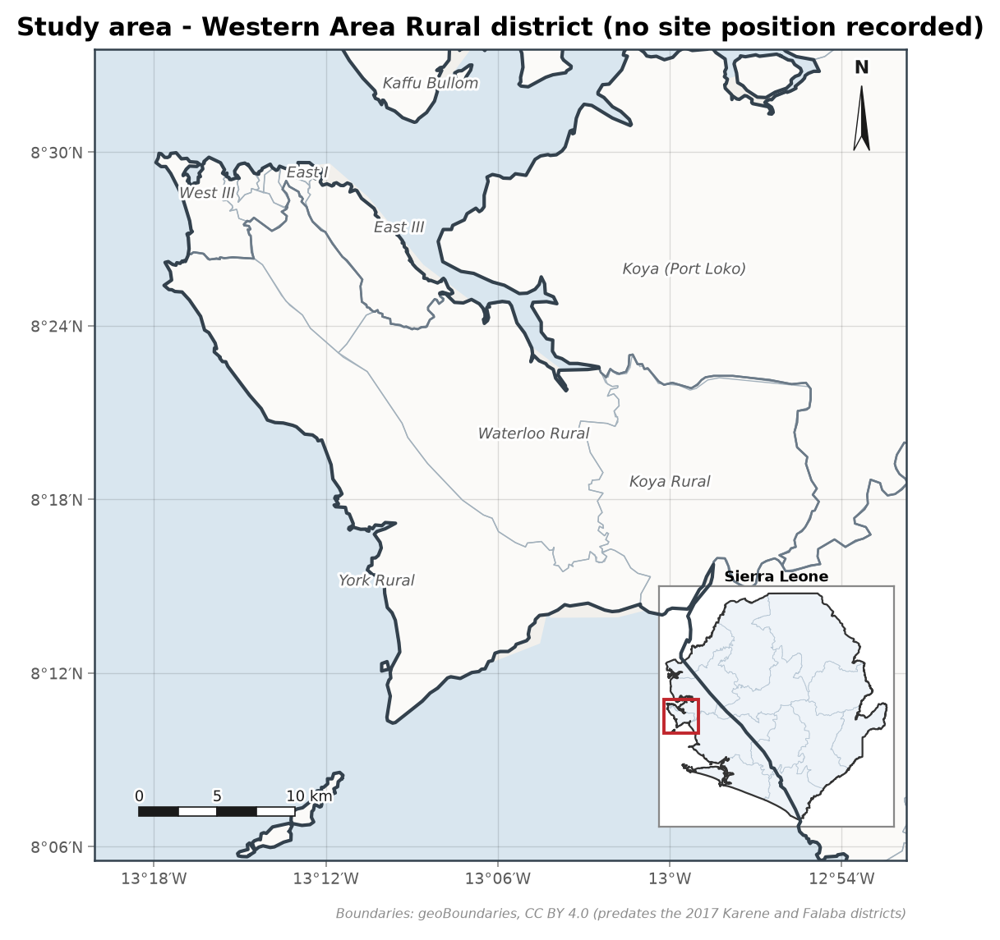 Study area - Western Area Rural district (no site position recorded)
Kaffu Bullom
N
8°30′N
East I
West III
East III
Koya (Port Loko)
8°24′N
Waterloo Rural
Koya Rural
8°18′N
York Rural
Sierra Leone
8°12′N
0 5 10 km
8°06′N
13°18′W 13°12′W 13°06′W 13°W 12°54′W
Boundaries: geoBoundaries, CC BY 4.0 (predates the 2017 Karene and Falaba districts)